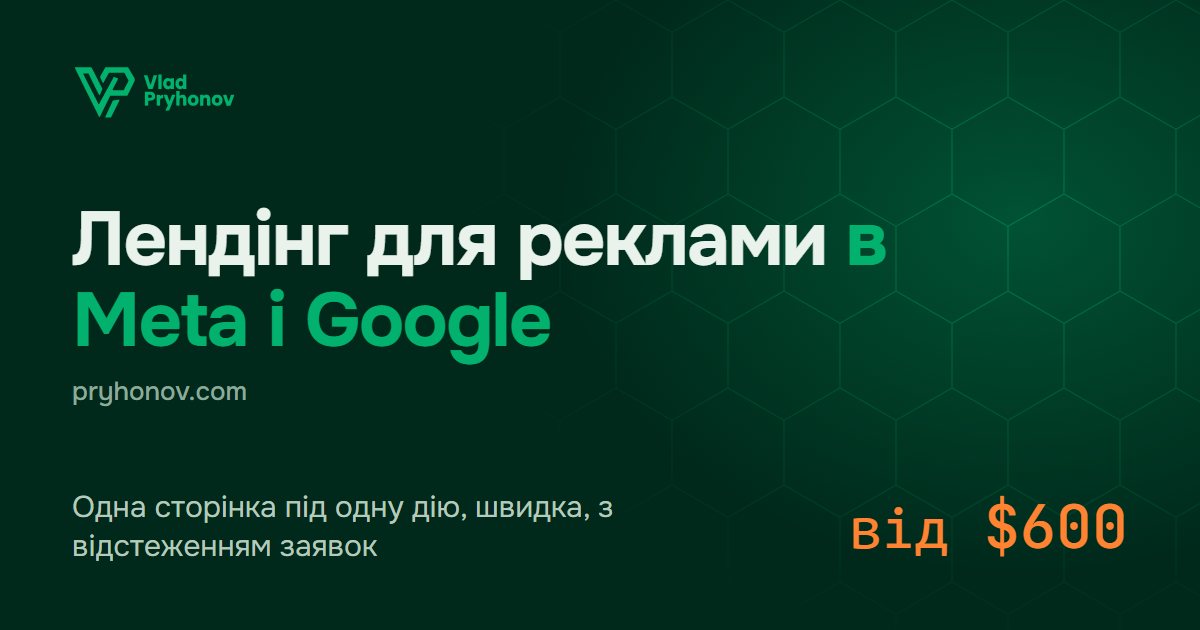 Vlad
Pryhonov
Лендінг для реклами в
Meta і Google
pryhonov.com
Одна сторінка під одну дію, швидка, з
відстеженням заявок
від $600